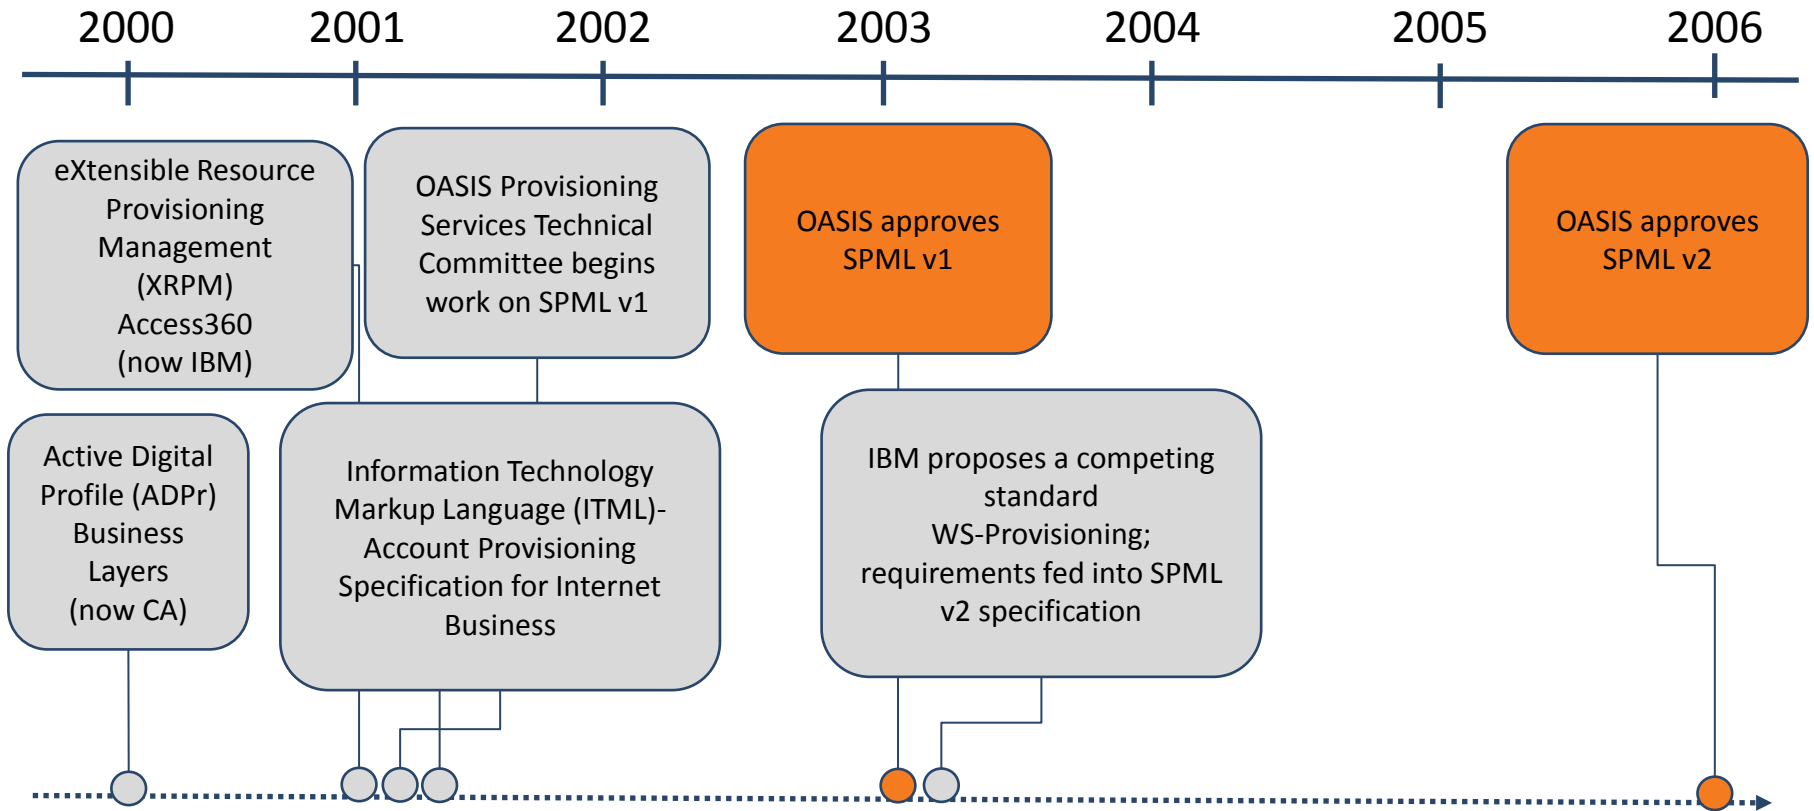 2000
2001
2002
2003
2004
2005
2006
eXtensible Resource
Provisioning
Management
(XRPM)
Access360
(now IBM)
OASIS Provisioning
Services Technical
Committee begins
work on SPML v1
OASIS approves
SPML v1
OASIS approves
SPML v2
Active Digital
Profile (ADPr)
Business
Layers
(now CA)
Information Technology
Markup Language (ITML)-
Account Provisioning
Specification for Internet
Business
IBM proposes a competing
standard
WS-Provisioning;
requirements fed into SPML
v2 specification